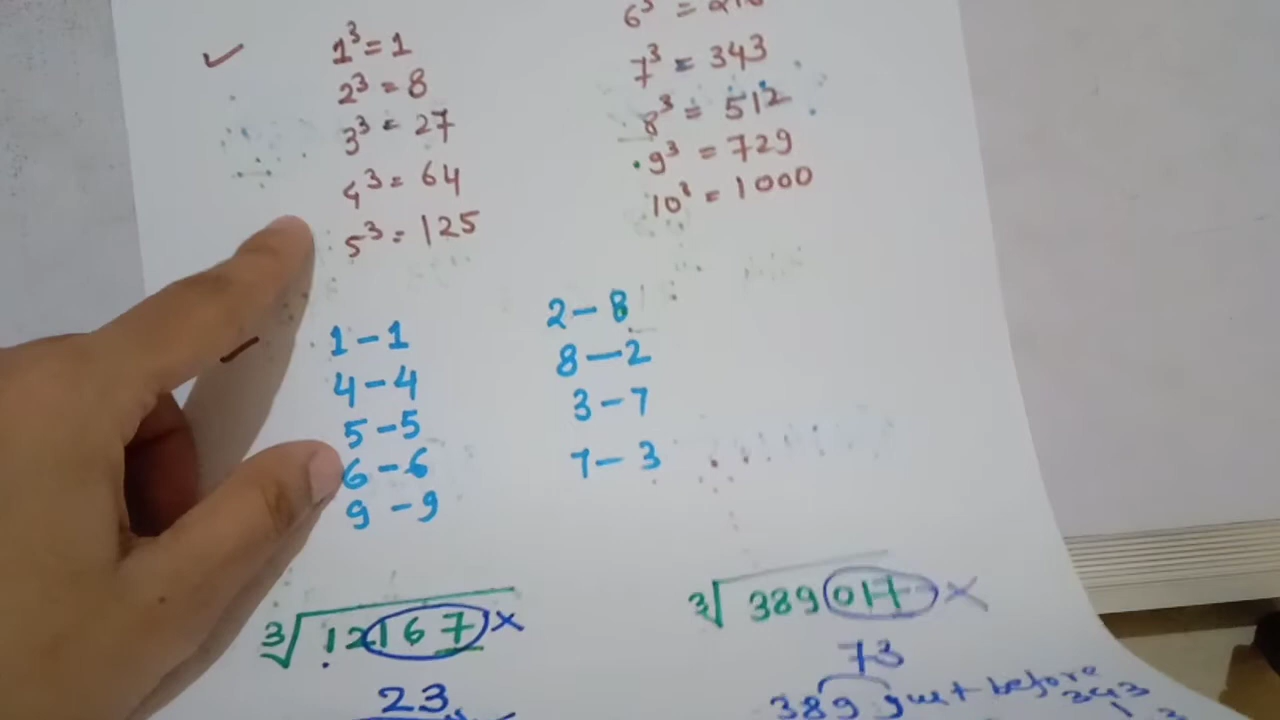 1³ = 1
2³ = 8
3³ = 27
4³ = 64
5³ = 125
6³ =
7³ = 343
8³ = 512
9³ = 729
10³ = 1000
1 - 1
4 - 4
5 - 5
6 - 6
9 - 9
2 - 8
8 - 2
3 - 7
7 - 3
³√12167 ×
23
³√389017 ×
73
389 just before
343